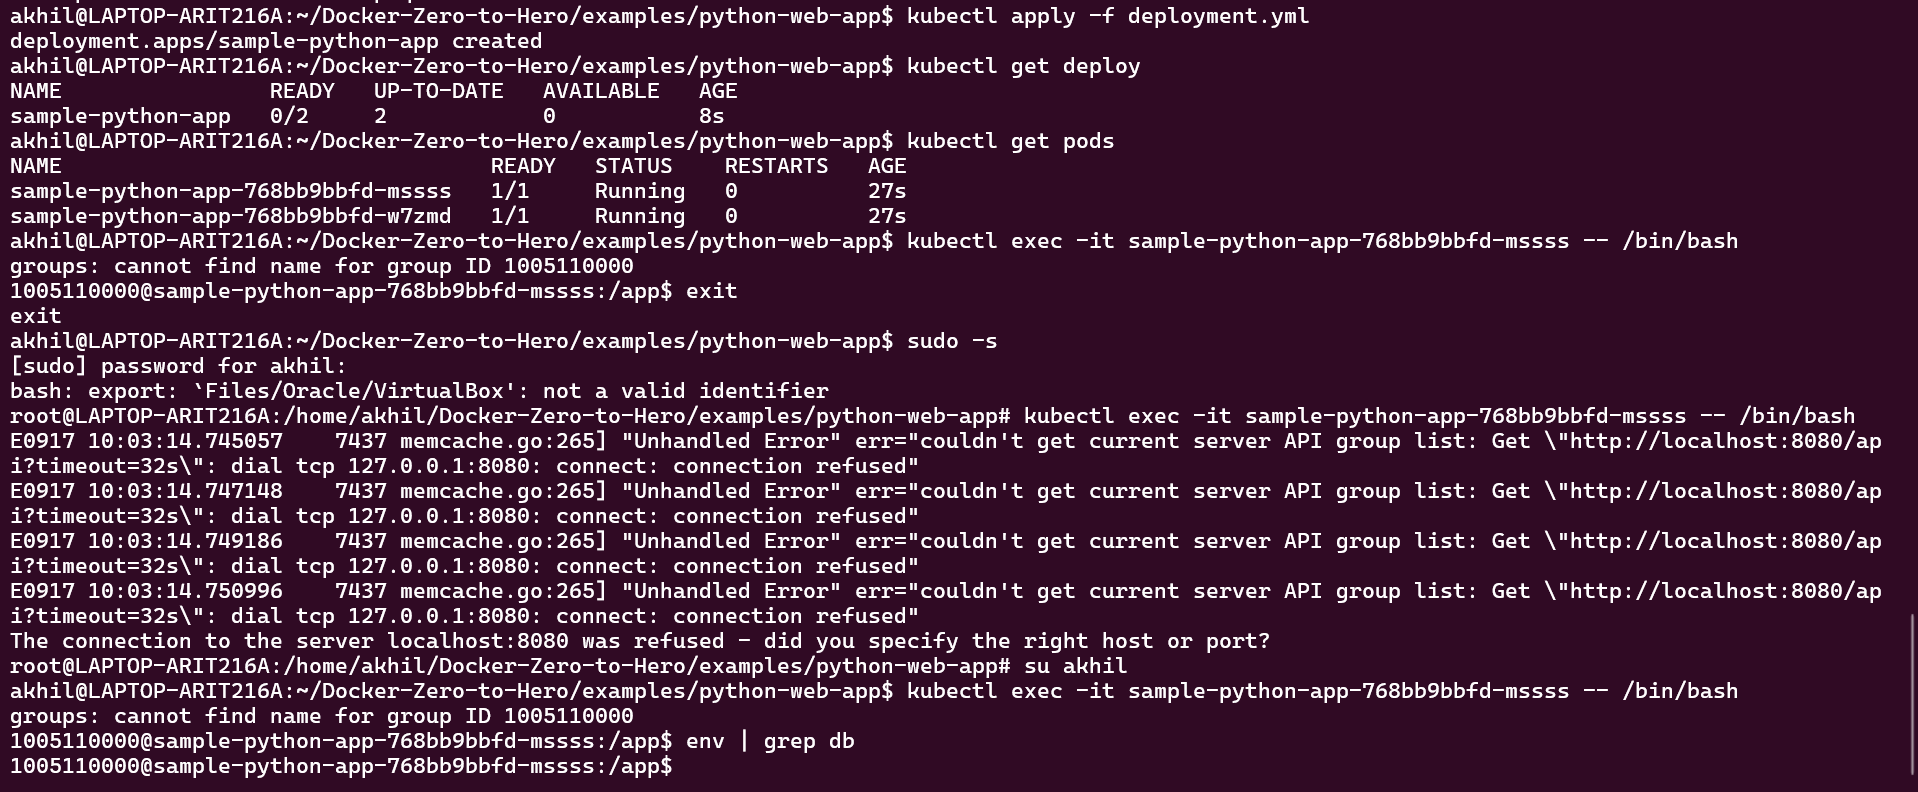 akhil@LAPTOP-ARIT216A:~/Docker-Zero-to-Hero/examples/python-web-app$ kubectl apply -f deployment.yml
deployment.apps/sample-python-app created
akhil@LAPTOP-ARIT216A:~/Docker-Zero-to-Hero/examples/python-web-app$ kubectl get deploy
NAME                READY   UP-TO-DATE   AVAILABLE   AGE
sample-python-app   0/2     2            0           8s
akhil@LAPTOP-ARIT216A:~/Docker-Zero-to-Hero/examples/python-web-app$ kubectl get pods
NAME                                 READY   STATUS    RESTARTS   AGE
sample-python-app-768bb9bbfd-mssss   1/1     Running   0          27s
sample-python-app-768bb9bbfd-w7zmd   1/1     Running   0          27s
akhil@LAPTOP-ARIT216A:~/Docker-Zero-to-Hero/examples/python-web-app$ kubectl exec -it sample-python-app-768bb9bbfd-mssss -- /bin/bash
groups: cannot find name for group ID 1005110000
1005110000@sample-python-app-768bb9bbfd-mssss:/app$ exit
exit
akhil@LAPTOP-ARIT216A:~/Docker-Zero-to-Hero/examples/python-web-app$ sudo -s
[sudo] password for akhil:
bash: export: `Files/Oracle/VirtualBox': not a valid identifier
root@LAPTOP-ARIT216A:/home/akhil/Docker-Zero-to-Hero/examples/python-web-app# kubectl exec -it sample-python-app-768bb9bbfd-mssss -- /bin/bash
E0917 10:03:14.745057    7437 memcache.go:265] "Unhandled Error" err="couldn't get current server API group list: Get \"http://localhost:8080/ap
i?timeout=32s\": dial tcp 127.0.0.1:8080: connect: connection refused"
E0917 10:03:14.747148    7437 memcache.go:265] "Unhandled Error" err="couldn't get current server API group list: Get \"http://localhost:8080/ap
i?timeout=32s\": dial tcp 127.0.0.1:8080: connect: connection refused"
E0917 10:03:14.749186    7437 memcache.go:265] "Unhandled Error" err="couldn't get current server API group list: Get \"http://localhost:8080/ap
i?timeout=32s\": dial tcp 127.0.0.1:8080: connect: connection refused"
E0917 10:03:14.750996    7437 memcache.go:265] "Unhandled Error" err="couldn't get current server API group list: Get \"http://localhost:8080/ap
i?timeout=32s\": dial tcp 127.0.0.1:8080: connect: connection refused"
The connection to the server localhost:8080 was refused - did you specify the right host or port?
root@LAPTOP-ARIT216A:/home/akhil/Docker-Zero-to-Hero/examples/python-web-app# su akhil
akhil@LAPTOP-ARIT216A:~/Docker-Zero-to-Hero/examples/python-web-app$ kubectl exec -it sample-python-app-768bb9bbfd-mssss -- /bin/bash
groups: cannot find name for group ID 1005110000
1005110000@sample-python-app-768bb9bbfd-mssss:/app$ env | grep db
1005110000@sample-python-app-768bb9bbfd-mssss:/app$